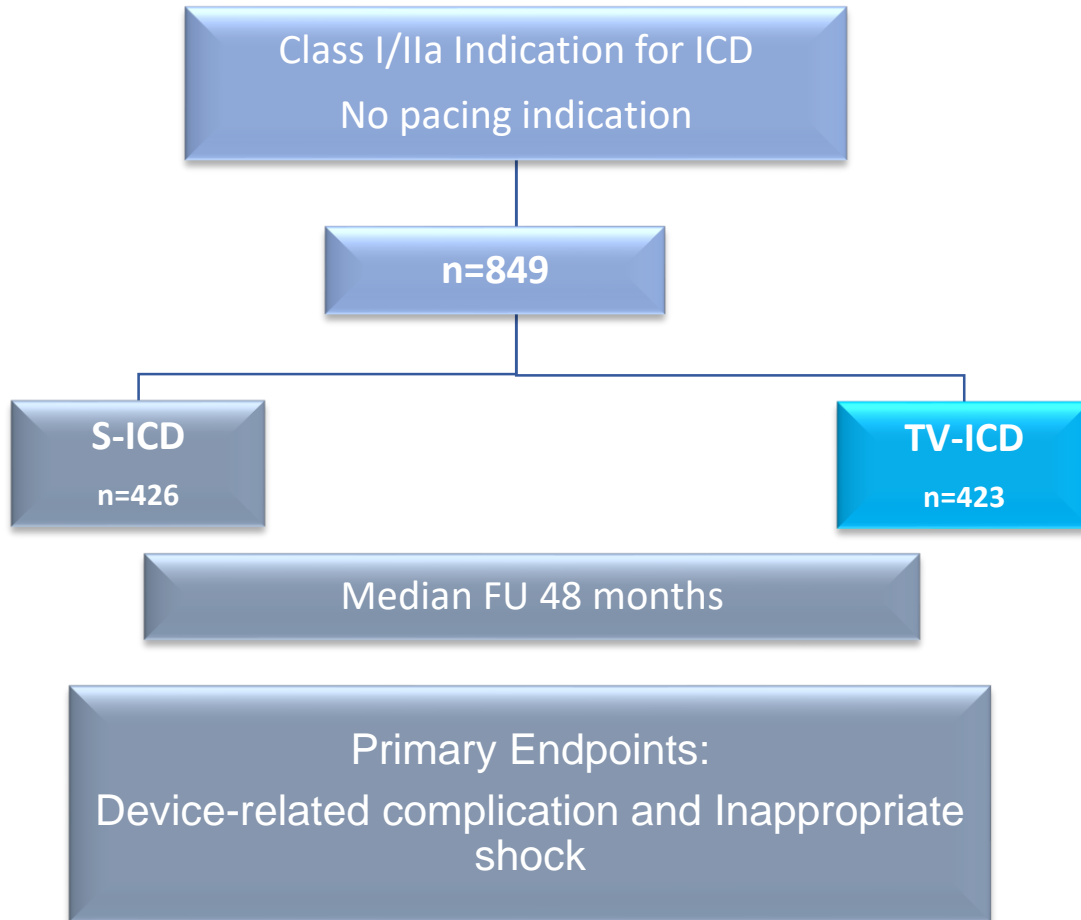 Class I/IIa Indication for ICD
No pacing indication
n=849
S-ICD
n=426
TV-ICD
n=423
Median FU 48 months
Primary Endpoints:
Device-related complication and Inappropriate
shock